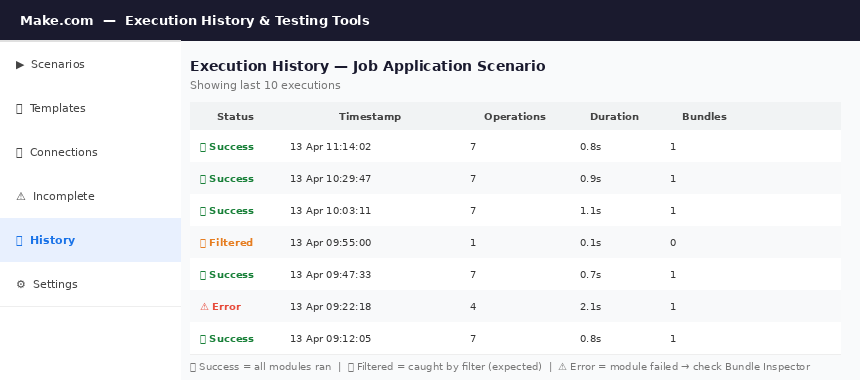 Make.com — Execution History & Testing Tools
▶ Scenarios
Templates
Connections
⚠ Incomplete
History
⚙ Settings
Execution History — Job Application Scenario
Showing last 10 executions
Status Timestamp Operations Duration Bundles
Success 13 Apr 11:14:02 7 0.8s 1
Success 13 Apr 10:29:47 7 0.9s 1
Success 13 Apr 10:03:11 7 1.1s 1
Filtered 13 Apr 09:55:00 1 0.1s 0
Success 13 Apr 09:47:33 7 0.7s 1
⚠ Error 13 Apr 09:22:18 4 2.1s 1
Success 13 Apr 09:12:05 7 0.8s 1
Success = all modules ran | Filtered = caught by filter (expected) | ⚠ Error = module failed → check Bundle Inspector